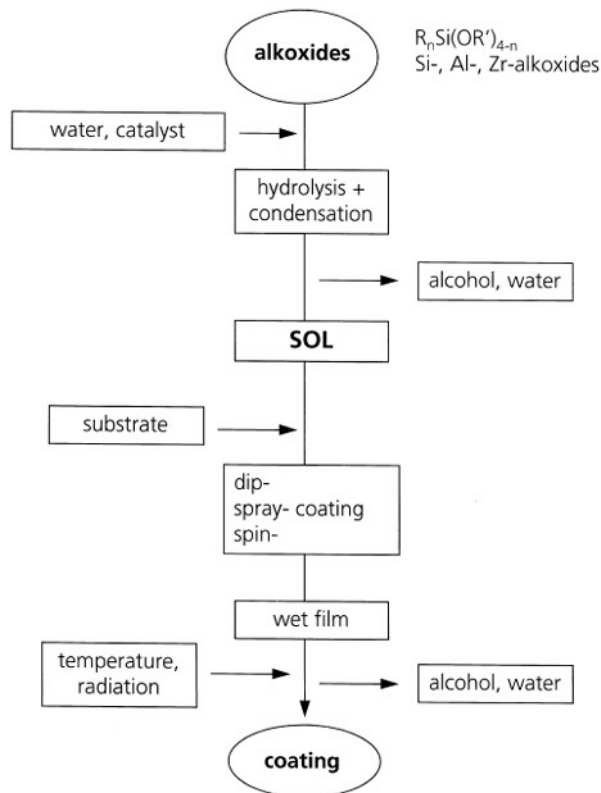 alkoxides
RₙSi(OR’)₄₋ₙ
Si-, Al-, Zr-alkoxides
water, catalyst
hydrolysis +
condensation
alcohol, water
SOL
substrate
dip-
spray- coating
spin-
wet film
temperature,
radiation
alcohol, water
coating